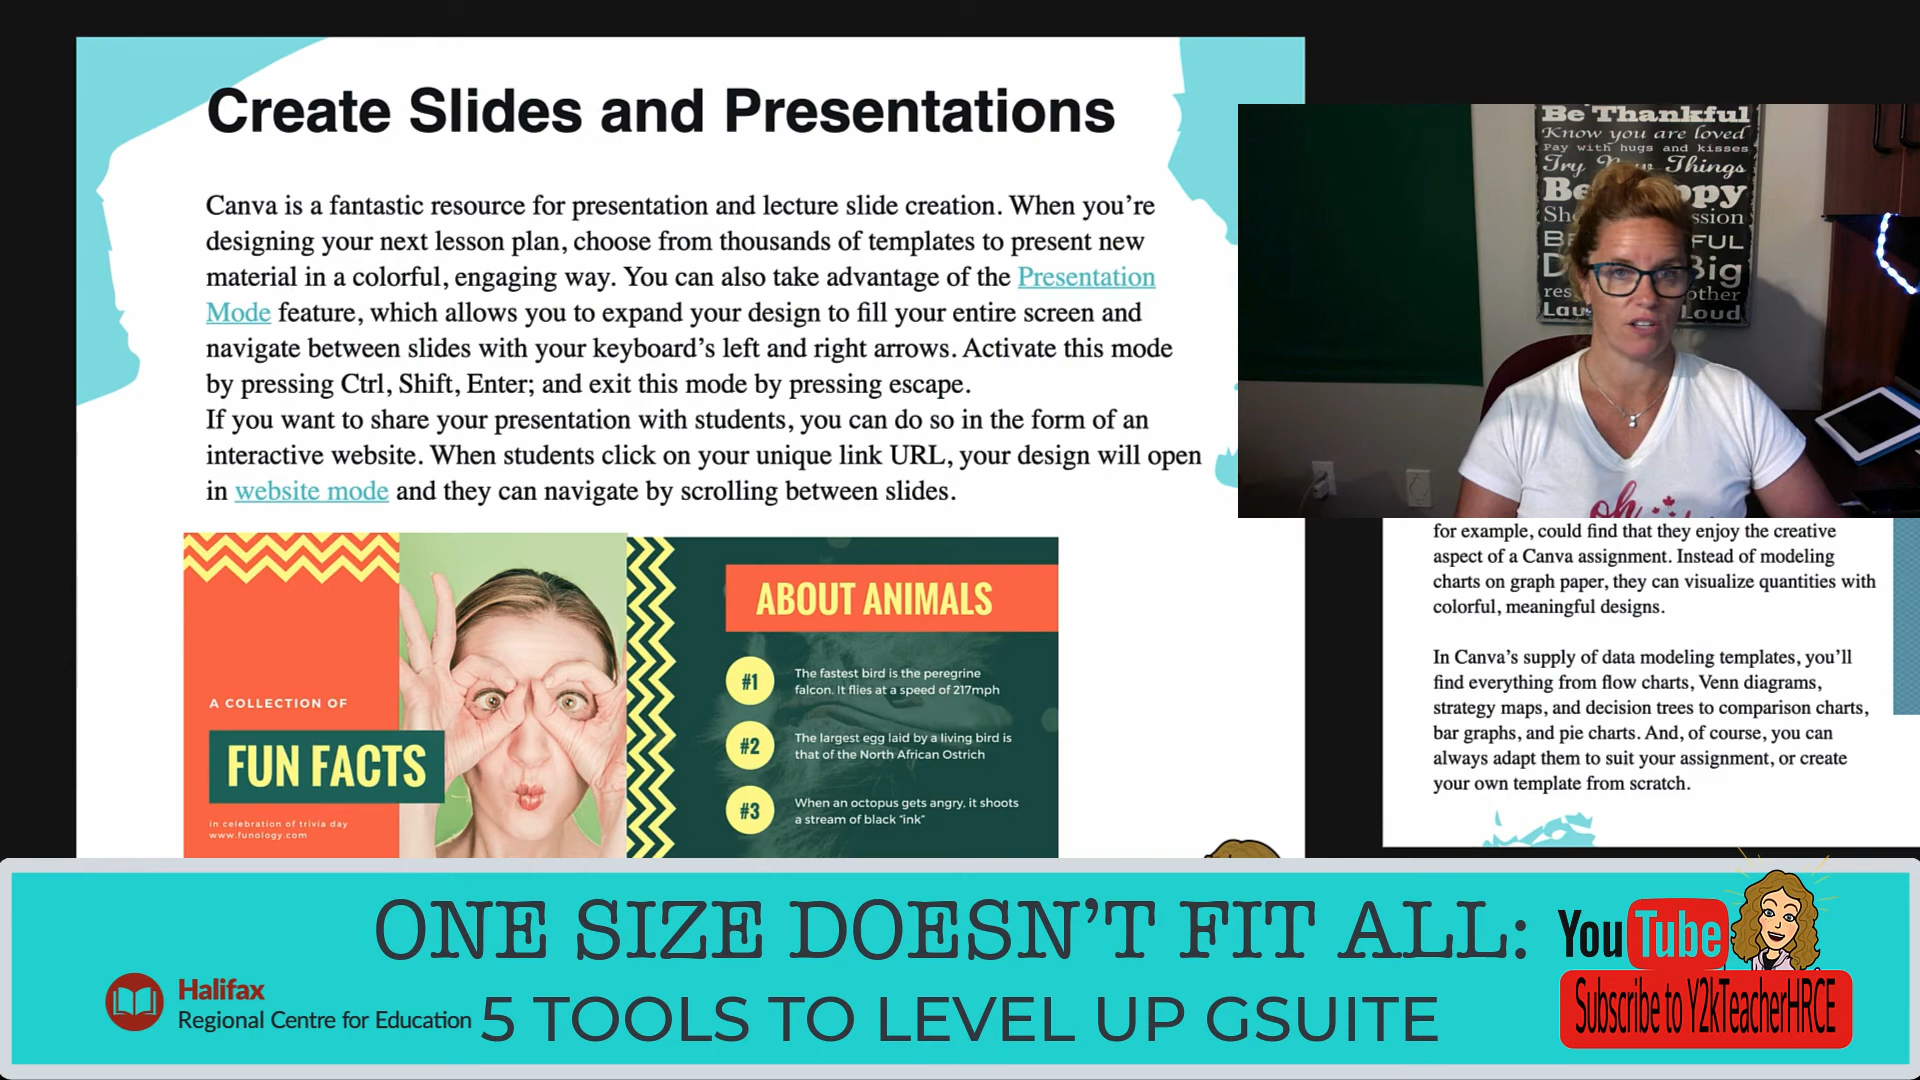 Create Slides and Presentations
Canva is a fantastic resource for presentation and lecture slide creation. When you’re
designing your next lesson plan, choose from thousands of templates to present new
material in a colorful, engaging way. You can also take advantage of the Presentation
Mode feature, which allows you to expand your design to fill your entire screen and
navigate between slides with your keyboard’s left and right arrows. Activate this mode
by pressing Ctrl, Shift, Enter; and exit this mode by pressing escape.
If you want to share your presentation with students, you can do so in the form of an
interactive website. When students click on your unique link URL, your design will open
in website mode and they can navigate by scrolling between slides.
A COLLECTION OF
FUN FACTS
in celebration of trivia day
www.funology.com
ABOUT ANIMALS
#1
The fastest bird is the peregrine
falcon. It flies at a speed of 217mph
#2
The largest egg laid by a living bird is
that of the North African Ostrich
#3
When an octopus gets angry, it shoots
a stream of black “ink”
Be Thankful
Know you are loved
Pay with hugs and kisses
Try Things
Be
Big
other
Loud
oh
for example, could find that they enjoy the creative
aspect of a Canva assignment. Instead of modeling
charts on graph paper, they can visualize quantities with
colorful, meaningful designs.
In Canva’s supply of data modeling templates, you’ll
find everything from flow charts, Venn diagrams,
strategy maps, and decision trees to comparison charts,
bar graphs, and pie charts. And, of course, you can
always adapt them to suit your assignment, or create
your own template from scratch.
ONE SIZE DOESN’T FIT ALL:
5 TOOLS TO LEVEL UP GSUITE
Halifax
Regional Centre for Education
YouTube
Subscribe to Y2kTeacherHRCE